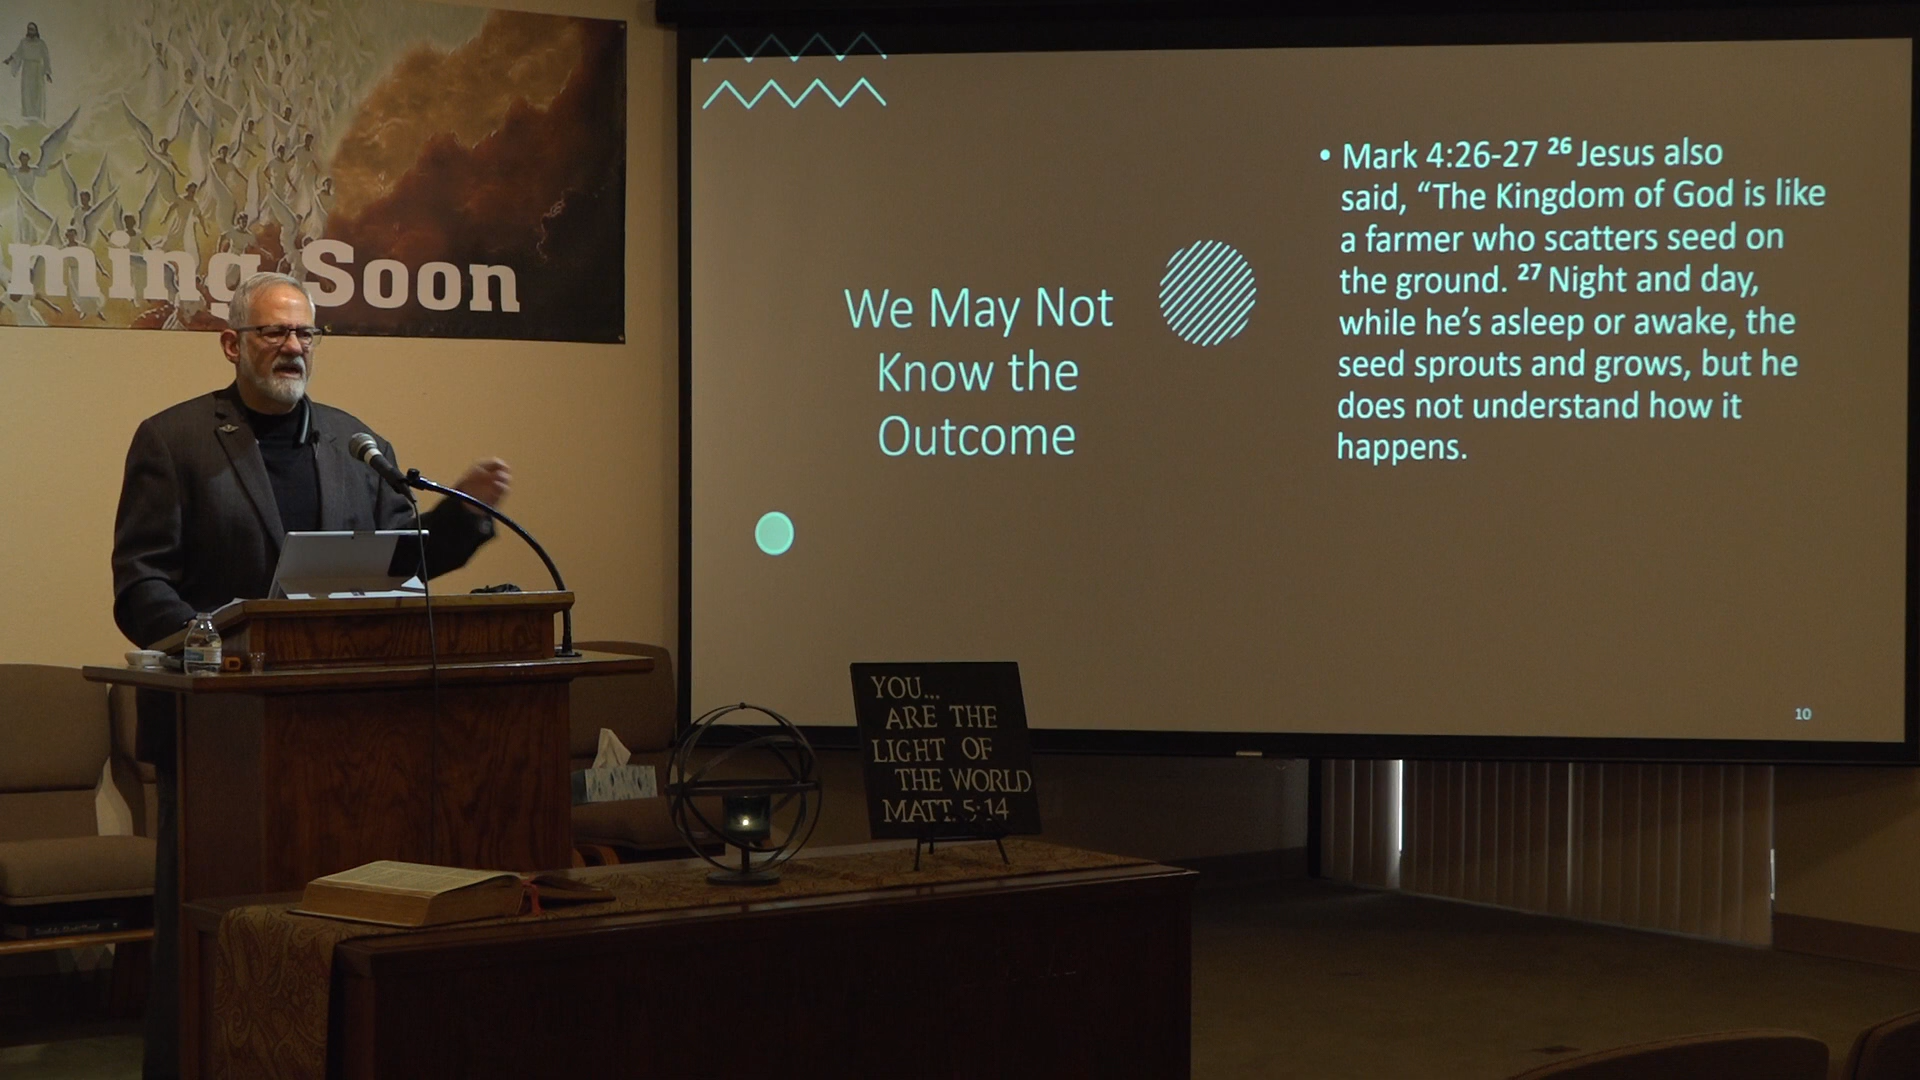 ming Soon
We May Not
Know the
Outcome
• Mark 4:26-27 ²⁶ Jesus also
said, “The Kingdom of God is like
a farmer who scatters seed on
the ground. ²⁷ Night and day,
while he’s asleep or awake, the
seed sprouts and grows, but he
does not understand how it
happens.
10
YOU...
ARE THE
LIGHT OF
THE WORLD
MATT. 5:14